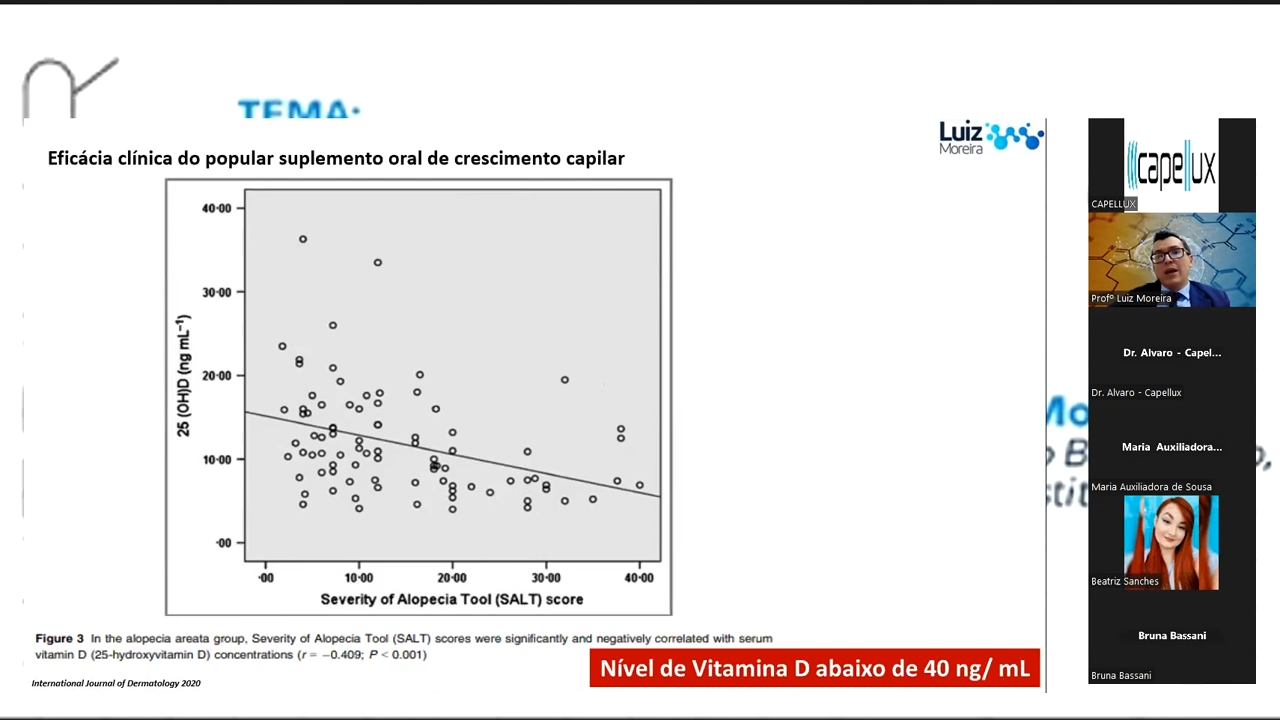 TEMA:
Luiz
Moreira
Eficácia clínica do popular suplemento oral de crescimento capilar
40·00
30·00
20·00
10·00
·00
25 (OH)D (ng mL⁻¹)
·00 10·00 20·00 30·00 40·00
Severity of Alopecia Tool (SALT) score
Figure 3 In the alopecia areata group, Severity of Alopecia Tool (SALT) scores were significantly and negatively correlated with serum
vitamin D (25-hydroxyvitamin D) concentrations (r = −0.409; P < 0.001)
Nível de Vitamina D abaixo de 40 ng/ mL
International Journal of Dermatology 2020
capellux
CAPELLUX
Profº Luiz Moreira
Dr. Alvaro - Capel...
Dr. Alvaro - Capellux
Maria Auxiliadora...
Maria Auxiliadora de Sousa
Beatriz Sanches
Bruna Bassani
Bruna Bassani